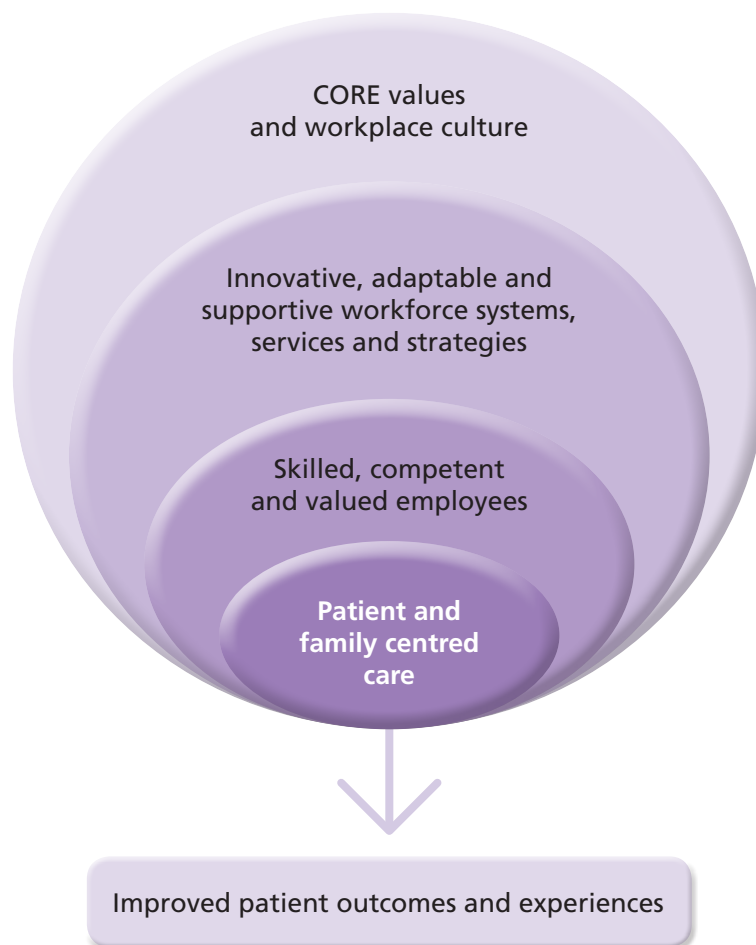 CORE values
and workplace culture
Innovative, adaptable and
supportive workforce systems,
services and strategies
Skilled, competent
and valued employees
Patient and
family centred
care
Improved patient outcomes and experiences